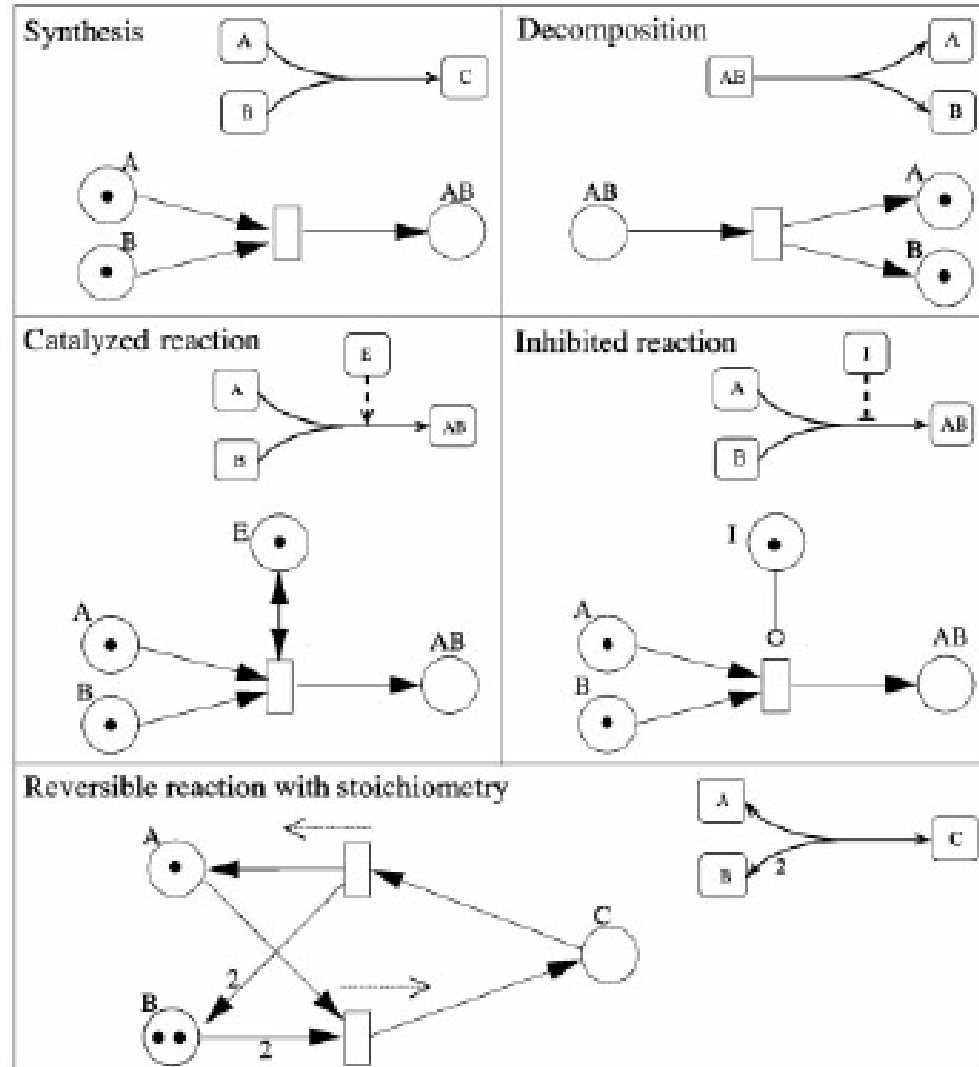 Synthesis
A
B
C
A
B
AB
Decomposition
AB
A
B
AB
A
B
Catalyzed reaction
E
A
B
AB
E
A
B
AB
Inhibited reaction
I
A
B
AB
I
A
B
AB
Reversible reaction with stoichiometry
A
B
2
C
A
2
B
2
C